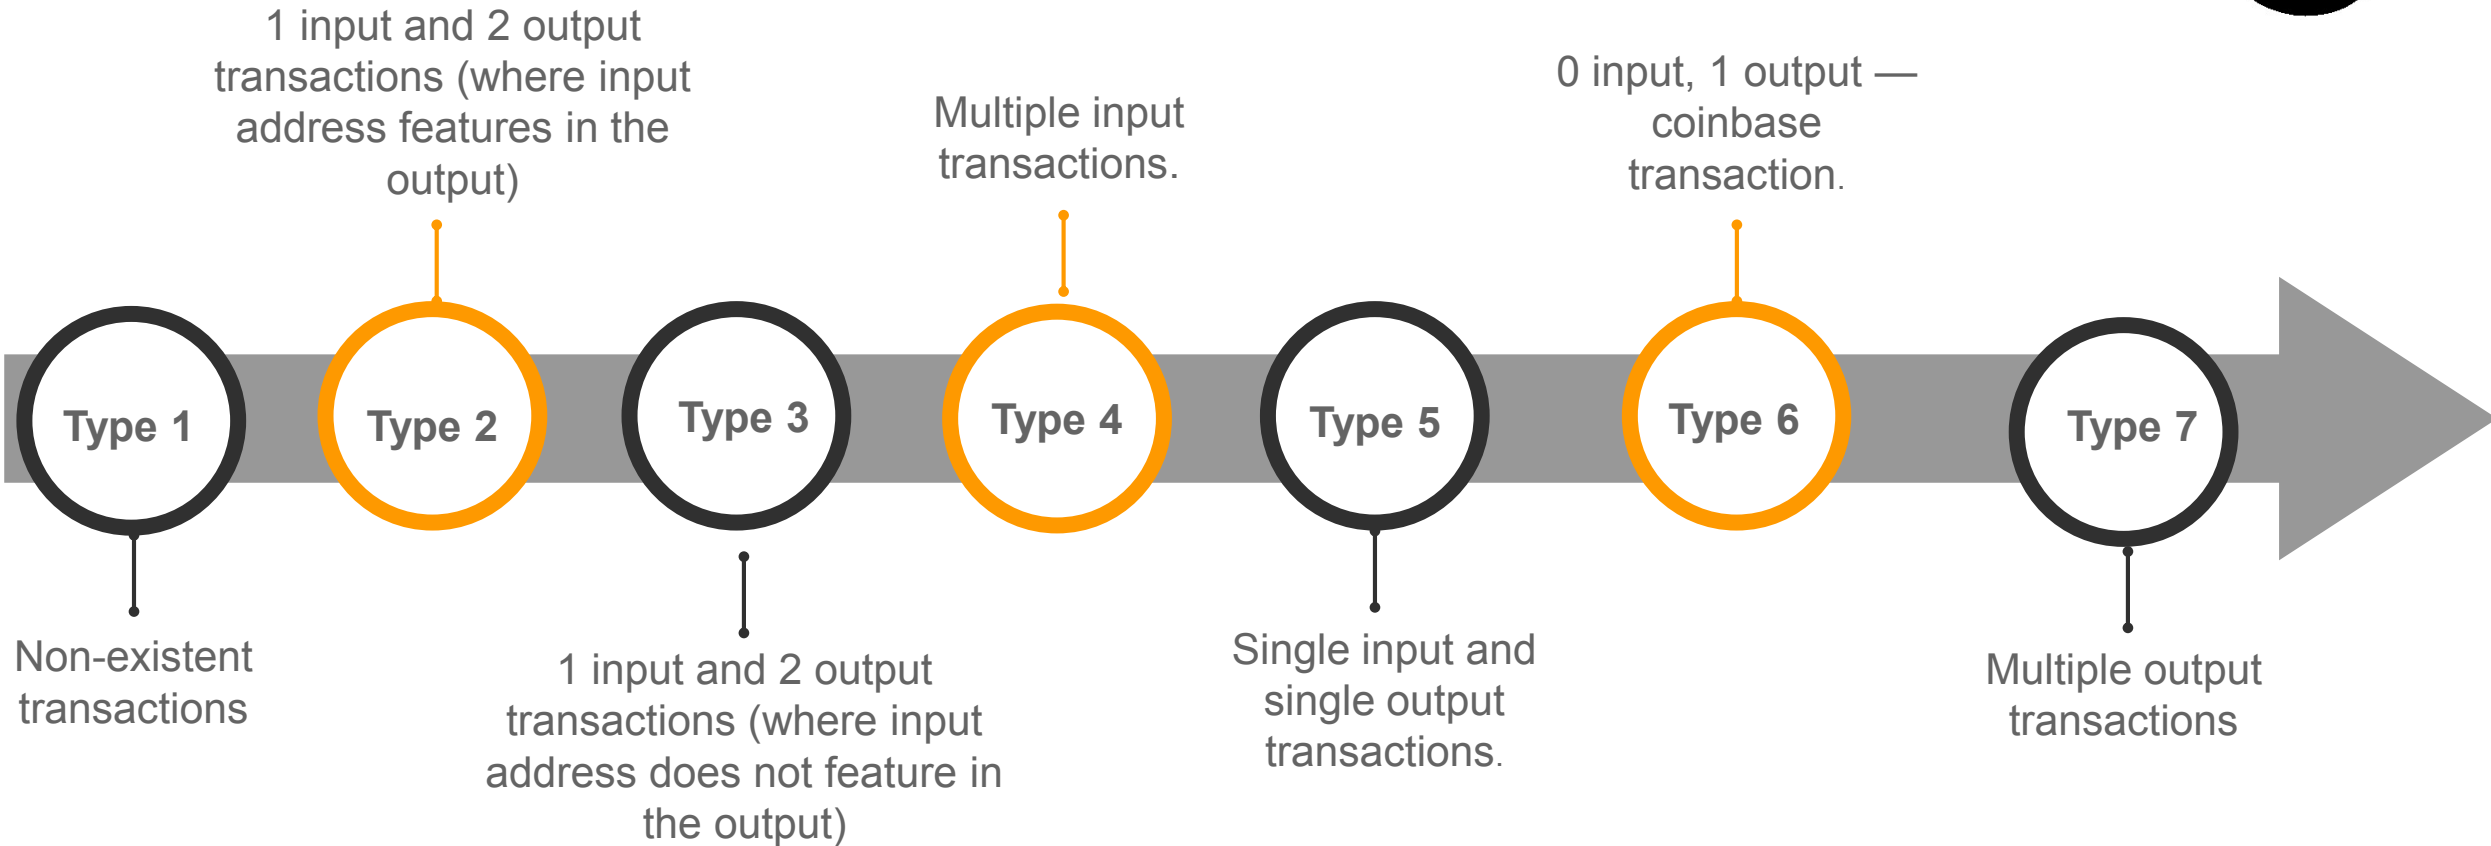 1 input and 2 output
transactions (where input
address features in the
output)
Multiple input
transactions.
0 input, 1 output —
coinbase
transaction.
Type 1
Type 2
Type 3
Type 4
Type 5
Type 6
Type 7
Non-existent
transactions
1 input and 2 output
transactions (where input
address does not feature in
the output)
Single input and
single output
transactions.
Multiple output
transactions